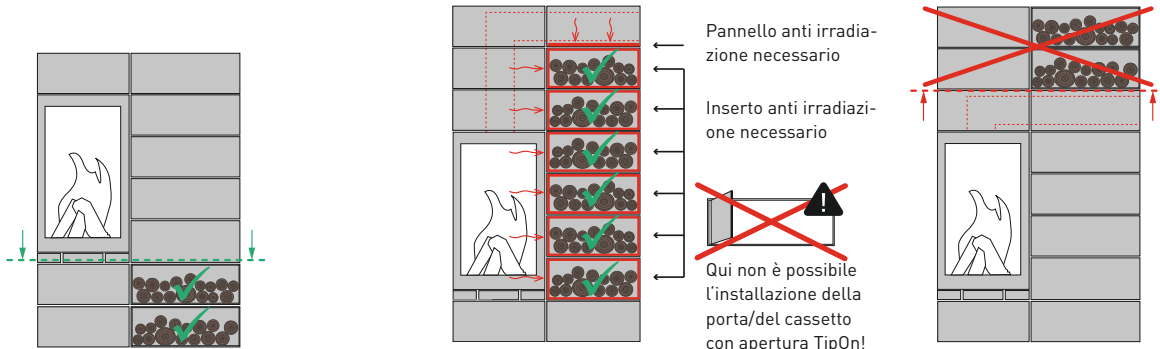 Pannello anti irradia-
zione necessario
Inserto anti irradiazi-
one necessario
!
Qui non è possibile
l'installazione della
porta/del cassetto
con apertura TipOn!